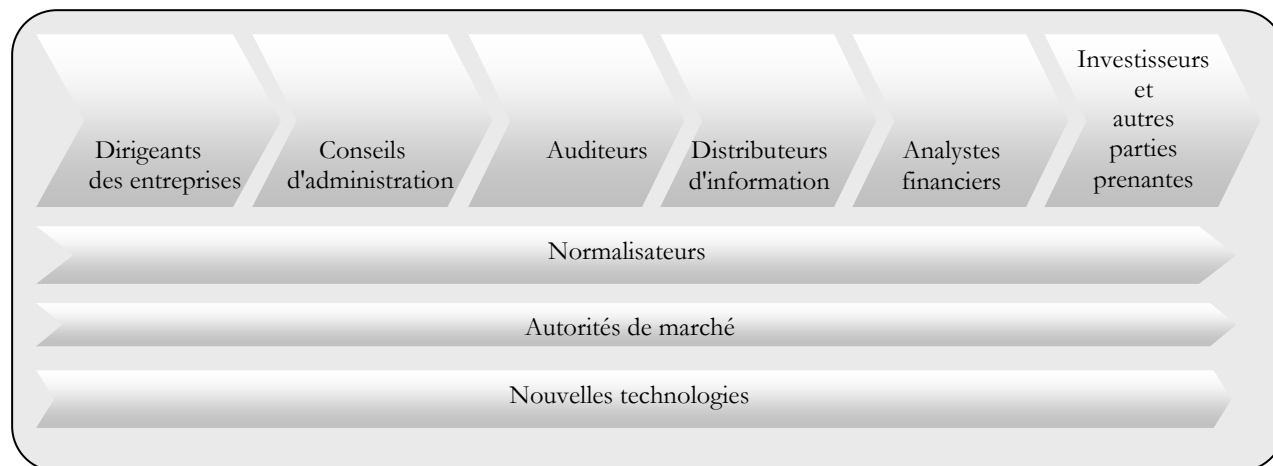 Dirigeants
des entreprises
Conseils
d'administration
Auditeurs
Distributeurs
d'information
Analystes
financiers
Investisseurs
et
autres
parties
prenantes
Normalisateurs
Autorités de marché
Nouvelles technologies